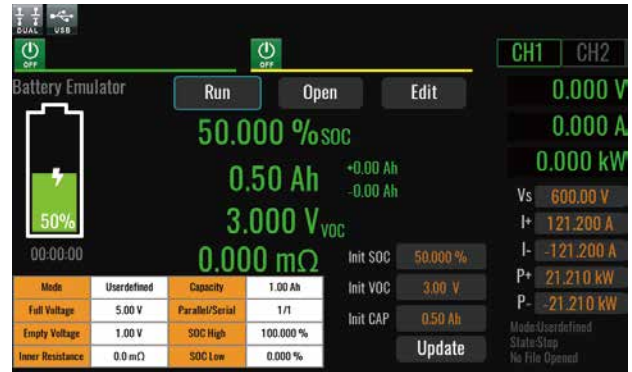 DUAL USB
OFF OFF
CH1 CH2
Battery Emulator
Run Open Edit
0.000 V
50.000 %SOC
0.000 A
0.50 Ah
+0.00 Ah
-0.00 Ah
0.000 kW
50%
3.000 VVOC
Vs 600.00 V
I+ 121.200 A
00:00:00
0.000 mΩ
Init SOC 50.000 %
I- -121.200 A
Mode Userdefined Capacity 1.00 Ah
Init VOC 3.00 V
P+ 21.210 kW
Full Voltage 5.00 V Parallel/Serial 1/1
Init CAP 0.50 Ah
P- -21.210 kW
Empty Voltage 1.00 V SOC High 100.000 %
Mode:Userdefined
Inner Resistance 0.0 mΩ SOC Low 0.000 %
Update
State:Stop
No File Opened